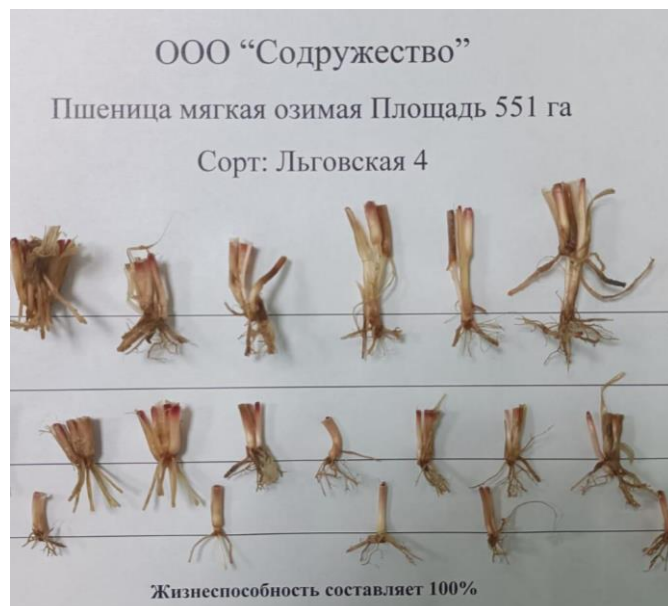 ООО “Содружество”
Пшеница мягкая озимая Площадь 551 га
Сорт: Льговская 4
Жизнеспособность составляет 100%